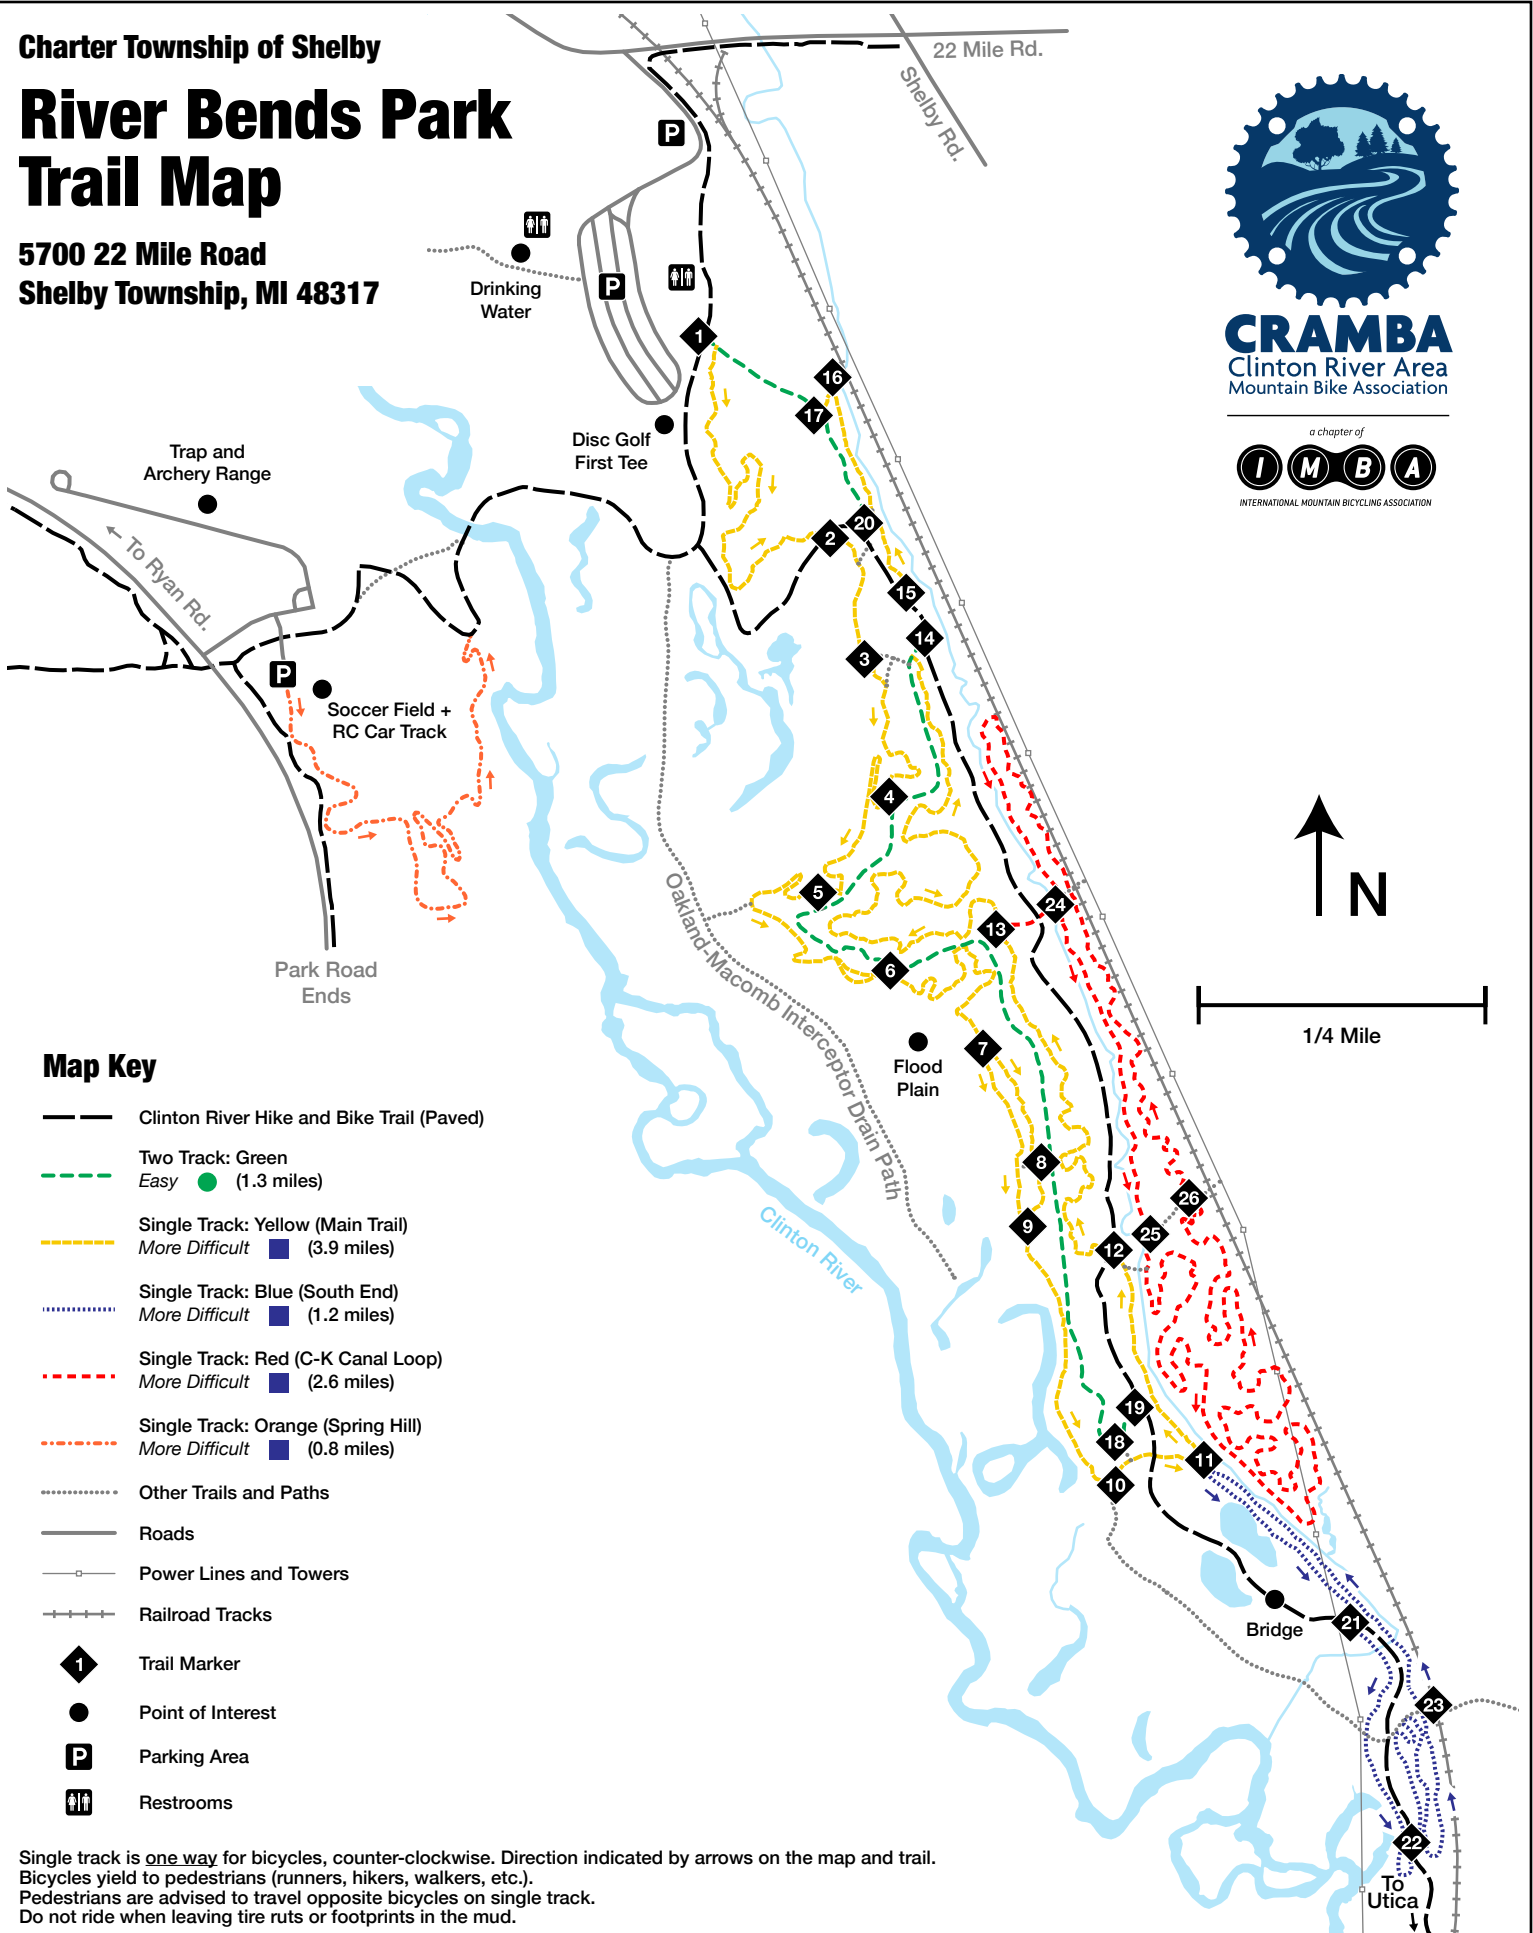 Charter Township of Shelby
River Bends Park
Trail Map
5700 22 Mile Road
Shelby Township, MI 48317
22 Mile Rd.
Shelby Rd.
P
Drinking
Water
P
1
16
17
Disc Golf
First Tee
Trap and
Archery Range
← To Ryan Rd.
20
2
15
14
3
P
Soccer Field +
RC Car Track
4
5
24
13
6
Oakland-Macomb Interceptor Drain Path
7
Flood
Plain
Park Road
Ends
8
26
9
25
12
Clinton River
19
18
11
10
Bridge
21
23
22
To
Utica
CRAMBA
Clinton River Area
Mountain Bike Association
a chapter of
I M B A
INTERNATIONAL MOUNTAIN BICYCLING ASSOCIATION
N
1/4 Mile
Map Key
Clinton River Hike and Bike Trail (Paved)
Two Track: Green
Easy (1.3 miles)
Single Track: Yellow (Main Trail)
More Difficult (3.9 miles)
Single Track: Blue (South End)
More Difficult (1.2 miles)
Single Track: Red (C-K Canal Loop)
More Difficult (2.6 miles)
Single Track: Orange (Spring Hill)
More Difficult (0.8 miles)
Other Trails and Paths
Roads
Power Lines and Towers
Railroad Tracks
1 Trail Marker
Point of Interest
P Parking Area
Restrooms
Single track is one way for bicycles, counter-clockwise. Direction indicated by arrows on the map and trail.
Bicycles yield to pedestrians (runners, hikers, walkers, etc.).
Pedestrians are advised to travel opposite bicycles on single track.
Do not ride when leaving tire ruts or footprints in the mud.